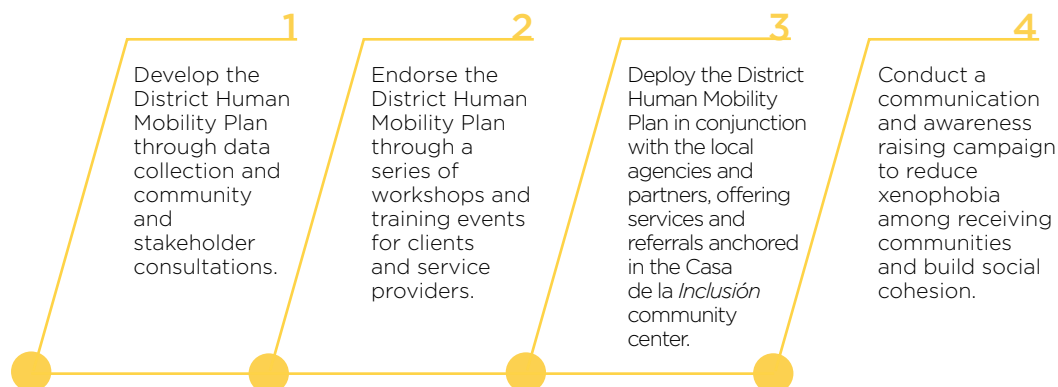 1
Develop the
District Human
Mobility Plan
through data
collection and
community
and
stakeholder
consultations.
2
Endorse the
District Human
Mobility Plan
through a
series of
workshops and
training events
for clients
and service
providers.
3
Deploy the District
Human Mobility
Plan in conjunction
with the local
agencies and
partners, offering
services and
referrals anchored
in the Casa
de la Inclusión
community
center.
4
Conduct a
communication
and awareness
raising campaign
to reduce
xenophobia
among receiving
communities
and build social
cohesion.